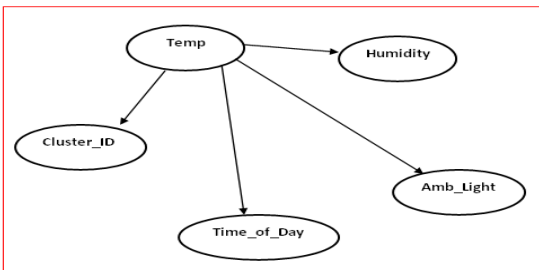 Temp
Humidity
Cluster_ID
Amb_Light
Time_of_Day